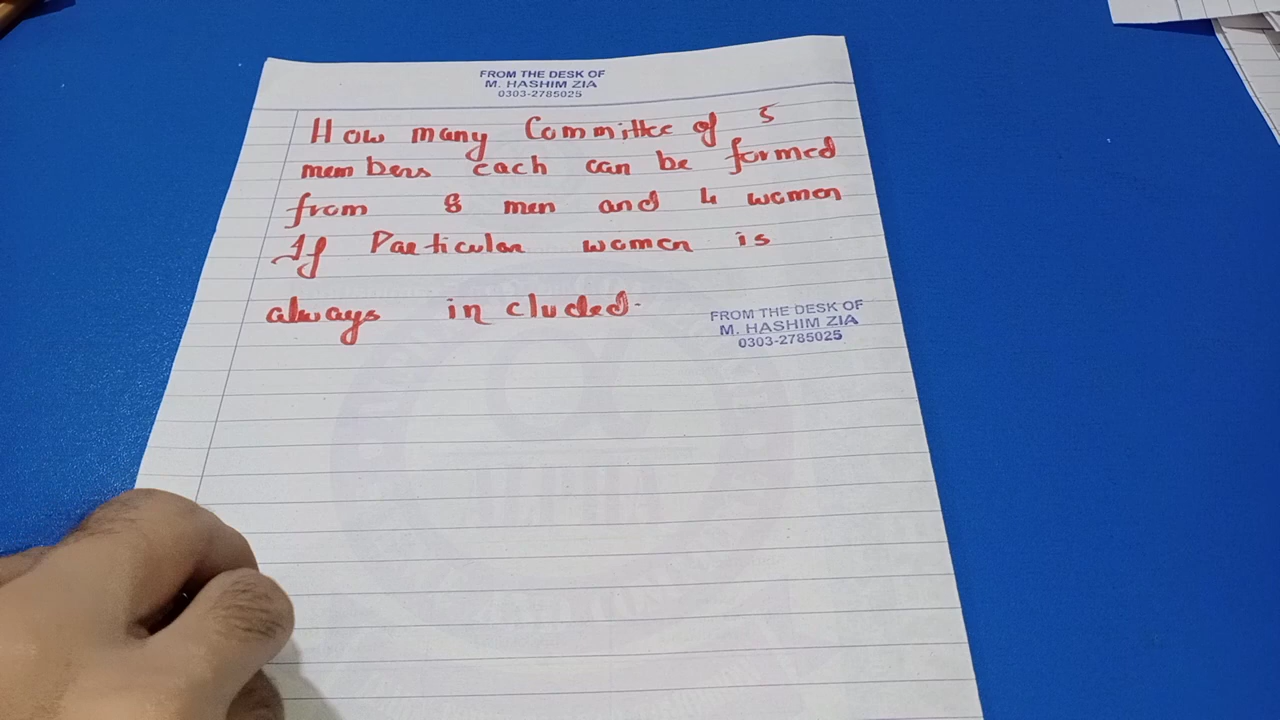 FROM THE DESK OF
M. HASHIM ZIA
0303-2785025
How many Committee of 5
members each can be formed
from 8 men and 4 women
If Particular women is
always included.
FROM THE DESK OF
M. HASHIM ZIA
0303-2785025